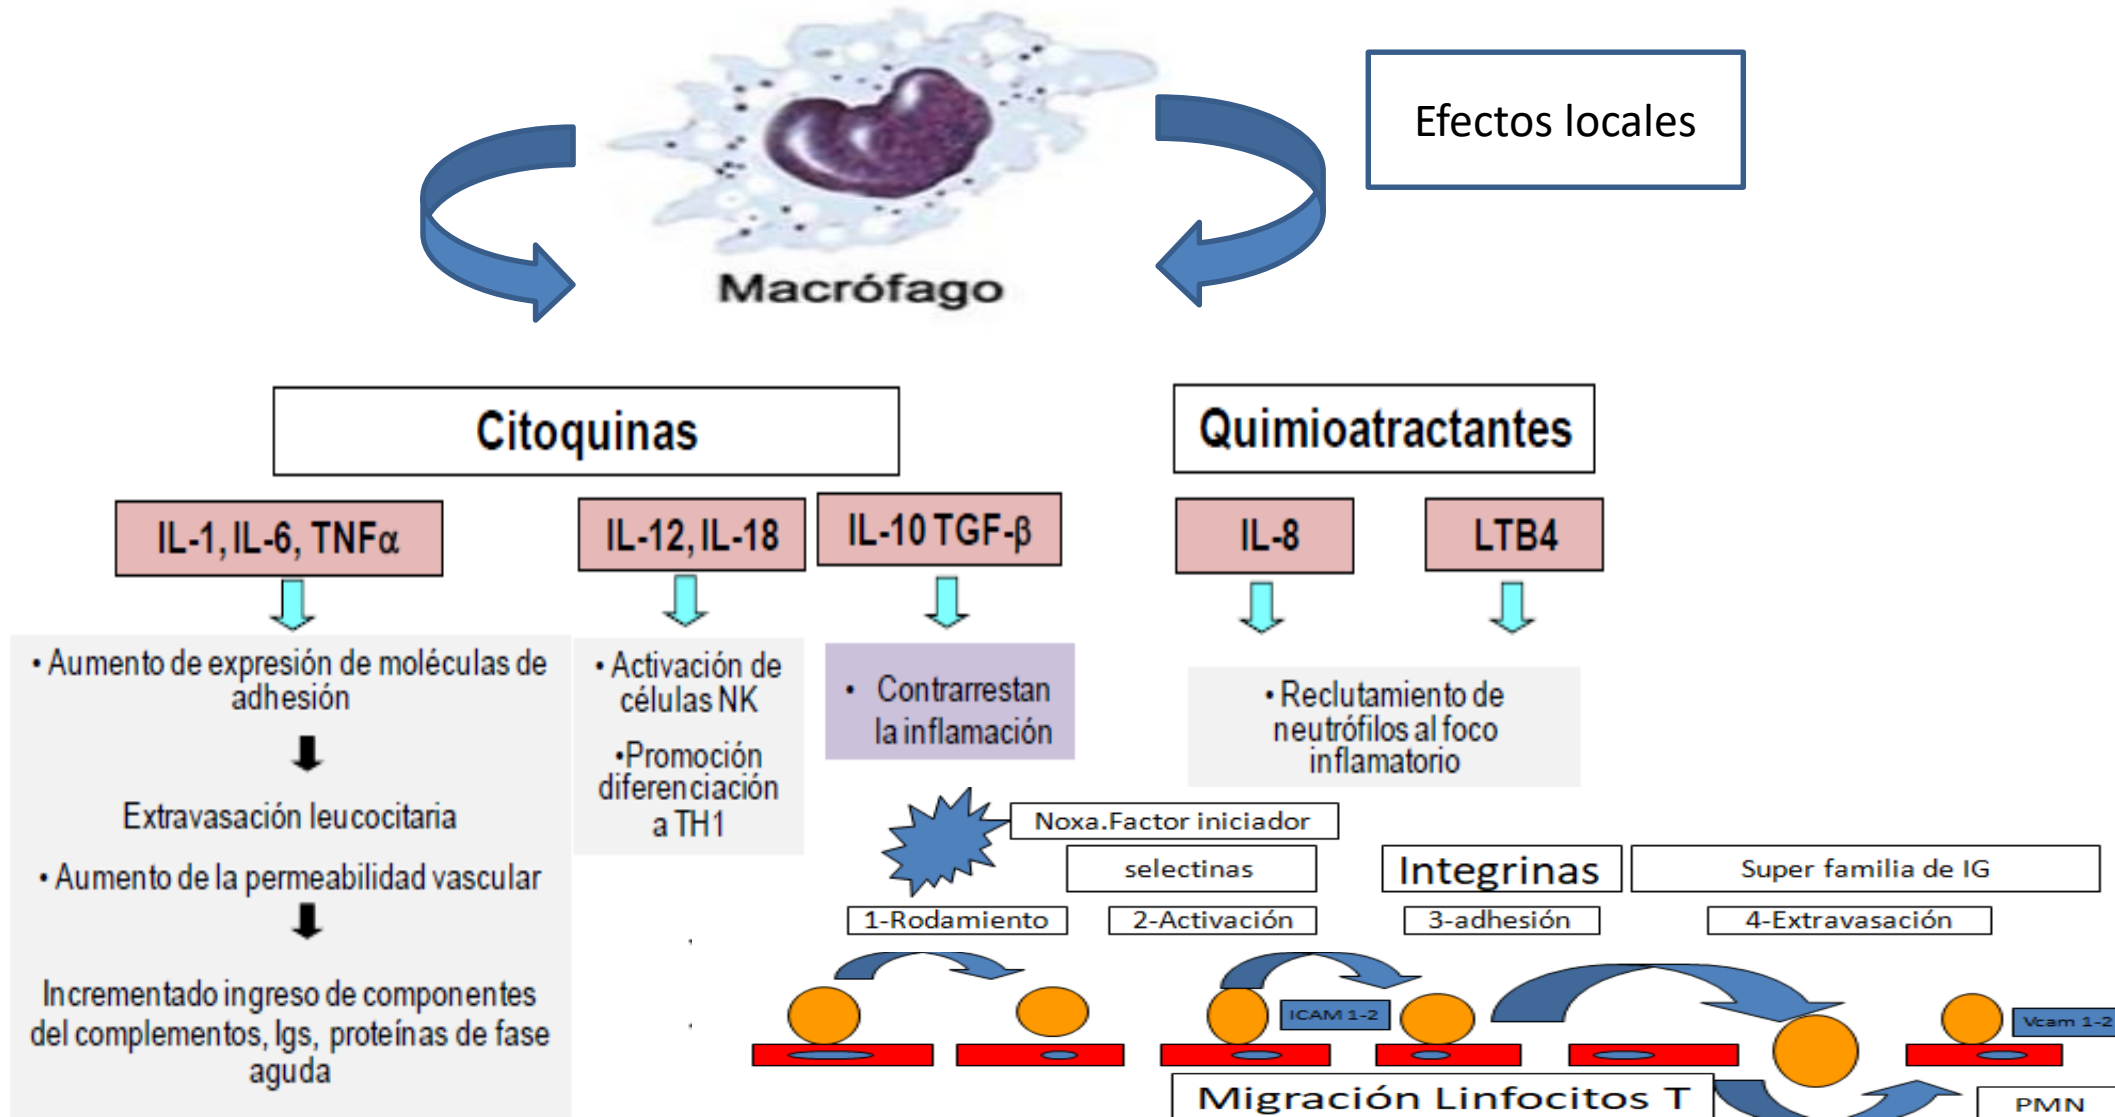 Efectos locales
Macrófago
Citoquinas
Quimioatractantes
IL-1, IL-6, TNFα
IL-12, IL-18
IL-10 TGF-β
IL-8
LTB4
• Aumento de expresión de moléculas de
adhesión
Extravasación leucocitaria
• Aumento de la permeabilidad vascular
Incrementado ingreso de componentes
del complementos, Igs, proteínas de fase
aguda
• Activación de
células NK
•Promoción
diferenciación
a TH1
• Contrarrestan
la inflamación
• Reclutamiento de
neutrófilos al foco
inflamatorio
Noxa.Factor iniciador
selectinas
Integrinas
Super familia de IG
1-Rodamiento
2-Activación
3-adhesión
4-Extravasación
ICAM 1-2
Vcam 1-2
Migración Linfocitos T
PMN